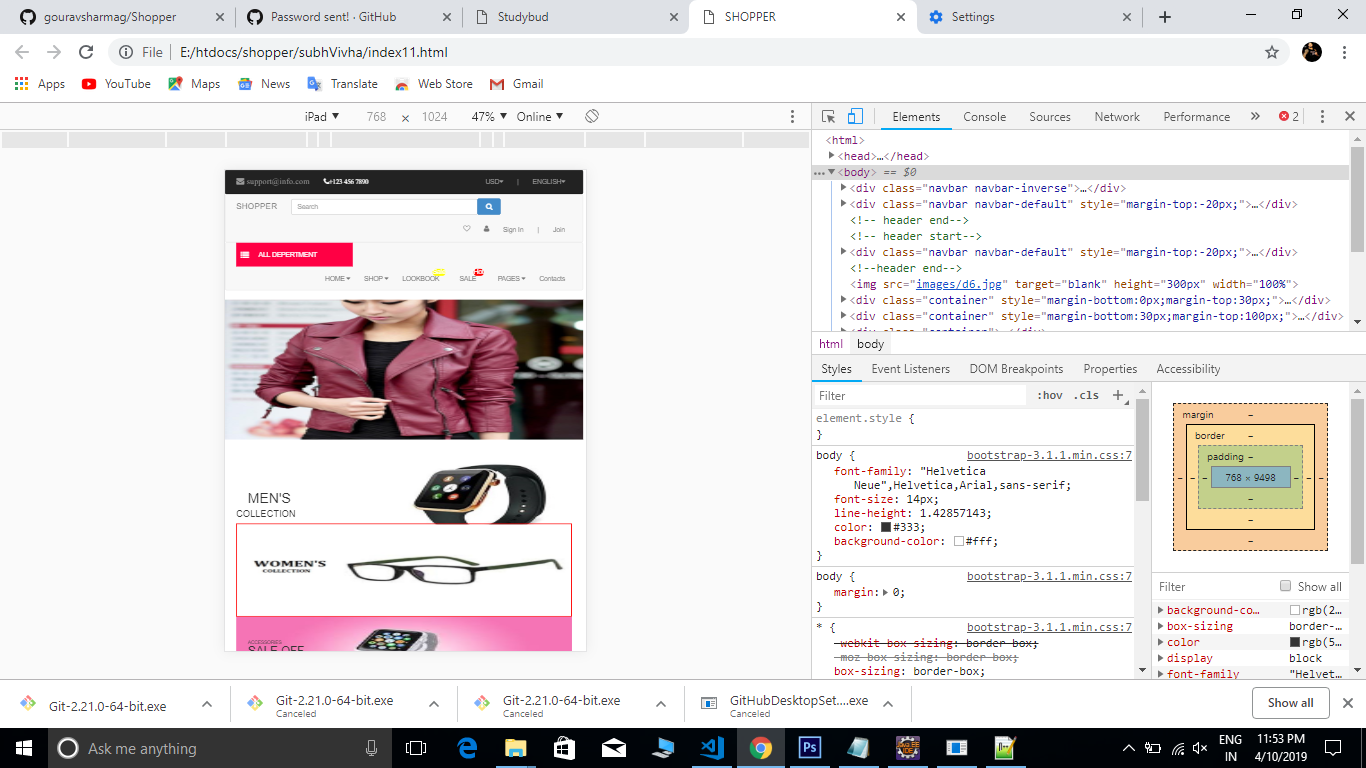 gouravsharmag/Shopper
Password sent! · GitHub
Studybud
SHOPPER
Settings
File | E:/htdocs/shopper/subhVivha/index11.html
Apps YouTube Maps News Translate Web Store Gmail
iPad ▼ 768 × 1024 47% ▼ Online ▼
Elements Console Sources Network Performance » 2
support@info.com +123 456 7890 USD | ENGLISH
SHOPPER Search
Sign In | Join
ALL DEPERTMENT
HOME SHOP LOOKBOOK SALE PAGES Contacts
MEN'S
COLLECTION
WOMEN'S
COLLECTION
ACCESSORIES
SALE OFF
<html>
<head>…</head>
<body> == $0
<div class="navbar navbar-inverse">…</div>
<div class="navbar navbar-default" style="margin-top:-20px;">…</div>
<!-- header end-->
<!-- header start-->
<div class="navbar navbar-default" style="margin-top:-20px;">…</div>
<!--header end-->
<img src="images/d6.jpg" target="blank" height="300px" width="100%">
<div class="container" style="margin-bottom:0px;margin-top:30px;">…</div>
<div class="container" style="margin-bottom:30px;margin-top:100px;">…</div>
html body
Styles Event Listeners DOM Breakpoints Properties Accessibility
Filter :hov .cls +
element.style {
}
body { bootstrap-3.1.1.min.css:7
font-family: "Helvetica
Neue",Helvetica,Arial,sans-serif;
font-size: 14px;
line-height: 1.42857143;
color: #333;
background-color: #fff;
}
body { bootstrap-3.1.1.min.css:7
margin: 0;
}
* { bootstrap-3.1.1.min.css:7
-webkit-box-sizing: border-box;
-moz-box-sizing: border-box;
box-sizing: border-box;
margin –
border –
padding –
768 × 9498
Filter Show all
background-co… rgb(2…
box-sizing border-…
color rgb(5…
display block
font-family "Helvet…
Git-2.21.0-64-bit.exe
Git-2.21.0-64-bit.exe
Canceled
Git-2.21.0-64-bit.exe
Canceled
GitHubDesktopSet....exe
Canceled
Show all
Ask me anything
ENG
IN
11:53 PM
4/10/2019